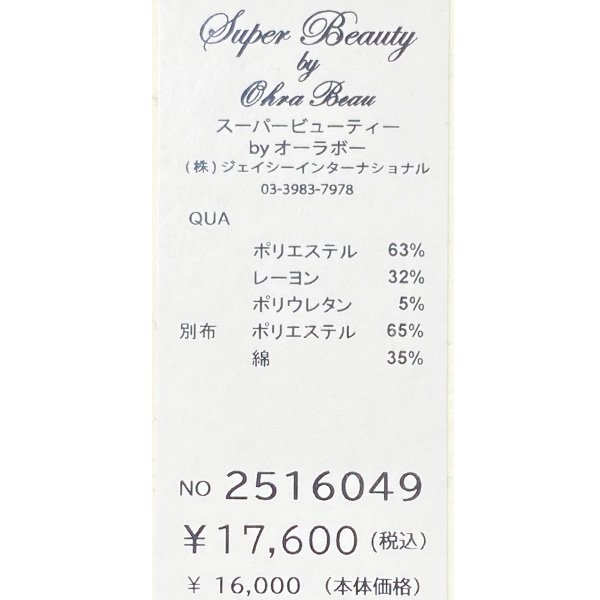 Super Beauty
by
Ohra Beau
スーパービューティー
by オーラボー
(株)ジェイシーインターナショナル
03-3983-7978
QUA
ポリエステル 63%
レーヨン 32%
ポリウレタン 5%
別布 ポリエステル 65%
綿 35%
NO 2516049
¥17,600 (税込)
¥ 16,000 (本体価格)